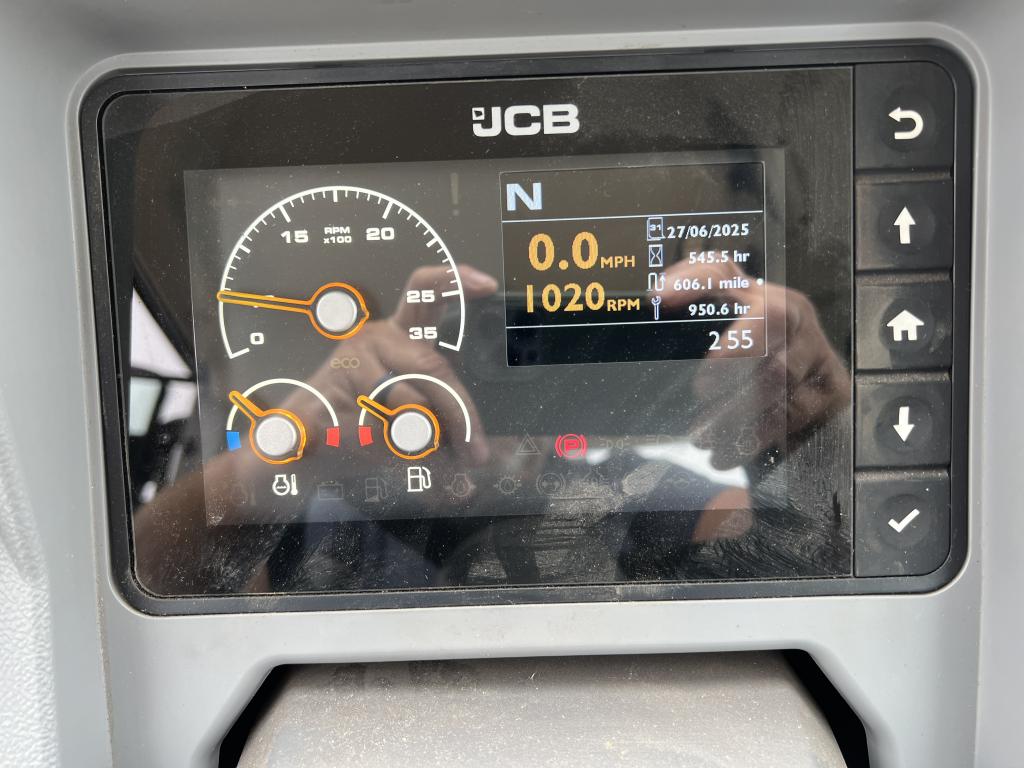 JCB
N
15 RPM x100 20
27/06/2025
0.0 MPH
545.5 hr
25
606.1 mile
1020 RPM
950.6 hr
0
35
2 55
eco